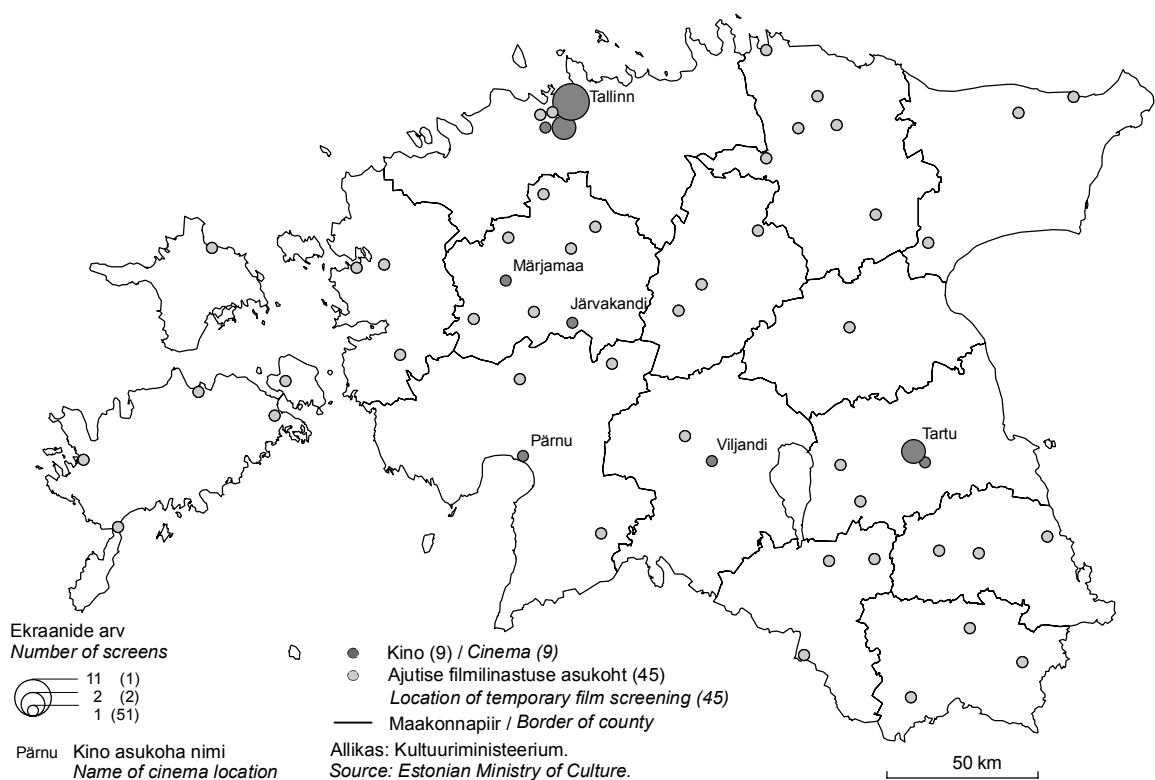 Tallinn
Märjamaa
Järvakandi
Pärnu
Viljandi
Tartu
Ekraanide arv
Number of screens
11 (1)
2 (2)
1 (51)
Pärnu Kino asukoha nimi
Name of cinema location
Kino (9) / Cinema (9)
Ajutise filmilinastuse asukoht (45)
Location of temporary film screening (45)
Maakonnapiir / Border of county
Allikas: Kultuuriministeerium.
Source: Estonian Ministry of Culture.
50 km